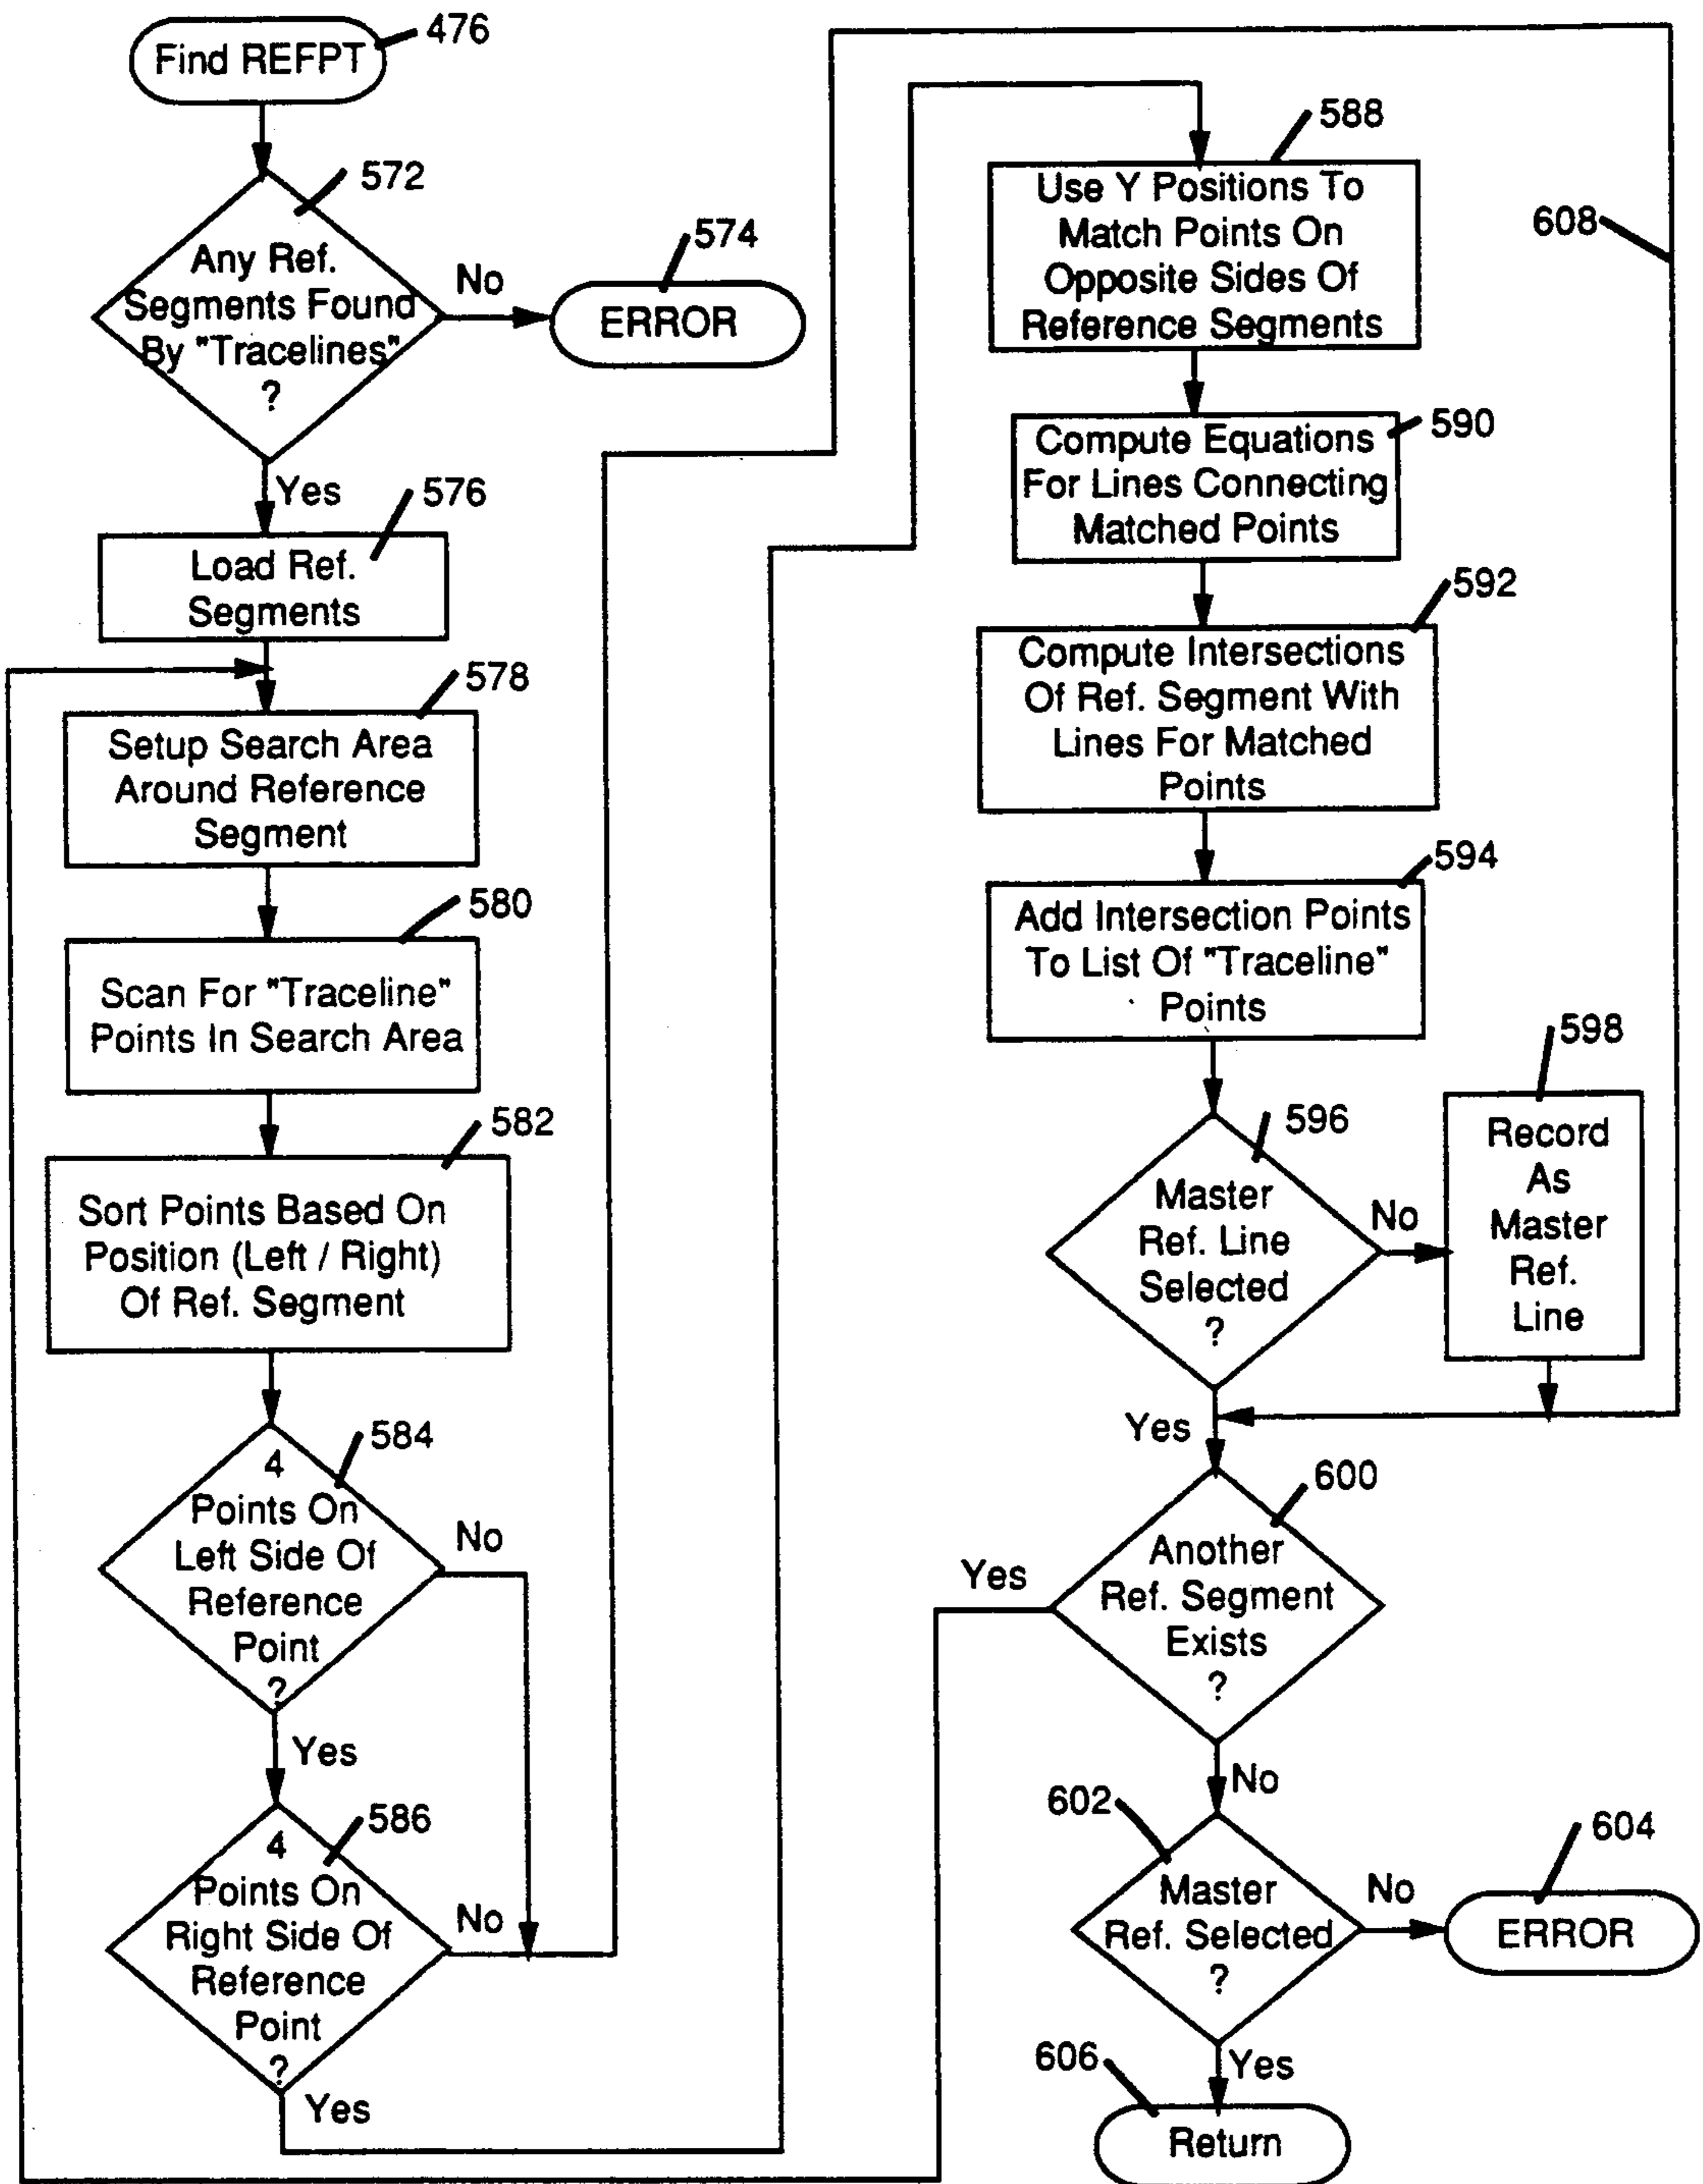 Find REFPT
476
572
Any Ref.
Segments Found
By "Tracelines"
?
No
574
ERROR
Yes
576
Load Ref.
Segments
578
Setup Search Area
Around Reference
Segment
580
Scan For "Traceline"
Points In Search Area
582
Sort Points Based On
Position (Left / Right)
Of Ref. Segment
584
4
Points On
Left Side Of
Reference
Point
?
No
Yes
586
4
Points On
Right Side Of
Reference
Point
?
No
Yes
588
Use Y Positions To
Match Points On
Opposite Sides Of
Reference Segments
608
590
Compute Equations
For Lines Connecting
Matched Points
592
Compute Intersections
Of Ref. Segment With
Lines For Matched
Points
594
Add Intersection Points
To List Of "Traceline"
Points
596
Master
Ref. Line
Selected
?
No
598
Record
As
Master
Ref.
Line
Yes
600
Another
Ref. Segment
Exists
?
Yes
No
602
Master
Ref. Selected
?
No
604
ERROR
Yes
606
Return